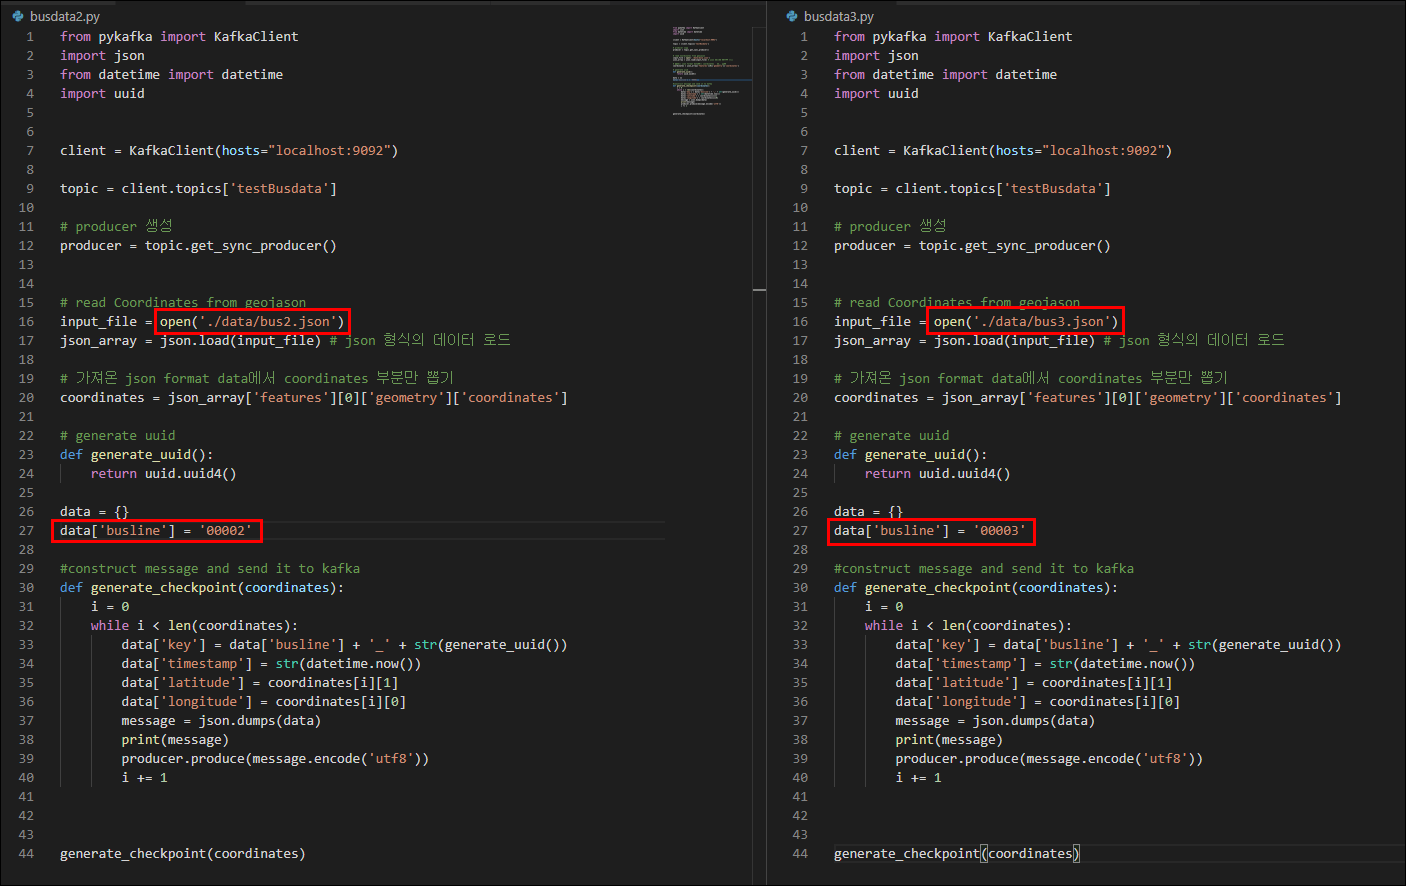 busdata2.py
1 from pykafka import KafkaClient
2 import json
3 from datetime import datetime
4 import uuid
5
6
7 client = KafkaClient(hosts="localhost:9092")
8
9 topic = client.topics['testBusdata']
10
11 # producer 생성
12 producer = topic.get_sync_producer()
13
14
15 # read Coordinates from geojason
16 input_file = open('./data/bus2.json')
17 json_array = json.load(input_file) # json 형식의 데이터 로드
18
19 # 가져온 json format data에서 coordinates 부분만 뽑기
20 coordinates = json_array['features'][0]['geometry']['coordinates']
21
22 # generate uuid
23 def generate_uuid():
24     return uuid.uuid4()
25
26 data = {}
27 data['busline'] = '00002'
28
29 #construct message and send it to kafka
30 def generate_checkpoint(coordinates):
31     i = 0
32     while i < len(coordinates):
33         data['key'] = data['busline'] + '_' + str(generate_uuid())
34         data['timestamp'] = str(datetime.now())
35         data['latitude'] = coordinates[i][1]
36         data['longitude'] = coordinates[i][0]
37         message = json.dumps(data)
38         print(message)
39         producer.produce(message.encode('utf8'))
40         i += 1
41
42
43
44 generate_checkpoint(coordinates)
busdata3.py
1 from pykafka import KafkaClient
2 import json
3 from datetime import datetime
4 import uuid
5
6
7 client = KafkaClient(hosts="localhost:9092")
8
9 topic = client.topics['testBusdata']
10
11 # producer 생성
12 producer = topic.get_sync_producer()
13
14
15 # read Coordinates from geojason
16 input_file = open('./data/bus3.json')
17 json_array = json.load(input_file) # json 형식의 데이터 로드
18
19 # 가져온 json format data에서 coordinates 부분만 뽑기
20 coordinates = json_array['features'][0]['geometry']['coordinates']
21
22 # generate uuid
23 def generate_uuid():
24     return uuid.uuid4()
25
26 data = {}
27 data['busline'] = '00003'
28
29 #construct message and send it to kafka
30 def generate_checkpoint(coordinates):
31     i = 0
32     while i < len(coordinates):
33         data['key'] = data['busline'] + '_' + str(generate_uuid())
34         data['timestamp'] = str(datetime.now())
35         data['latitude'] = coordinates[i][1]
36         data['longitude'] = coordinates[i][0]
37         message = json.dumps(data)
38         print(message)
39         producer.produce(message.encode('utf8'))
40         i += 1
41
42
43
44 generate_checkpoint(coordinates)